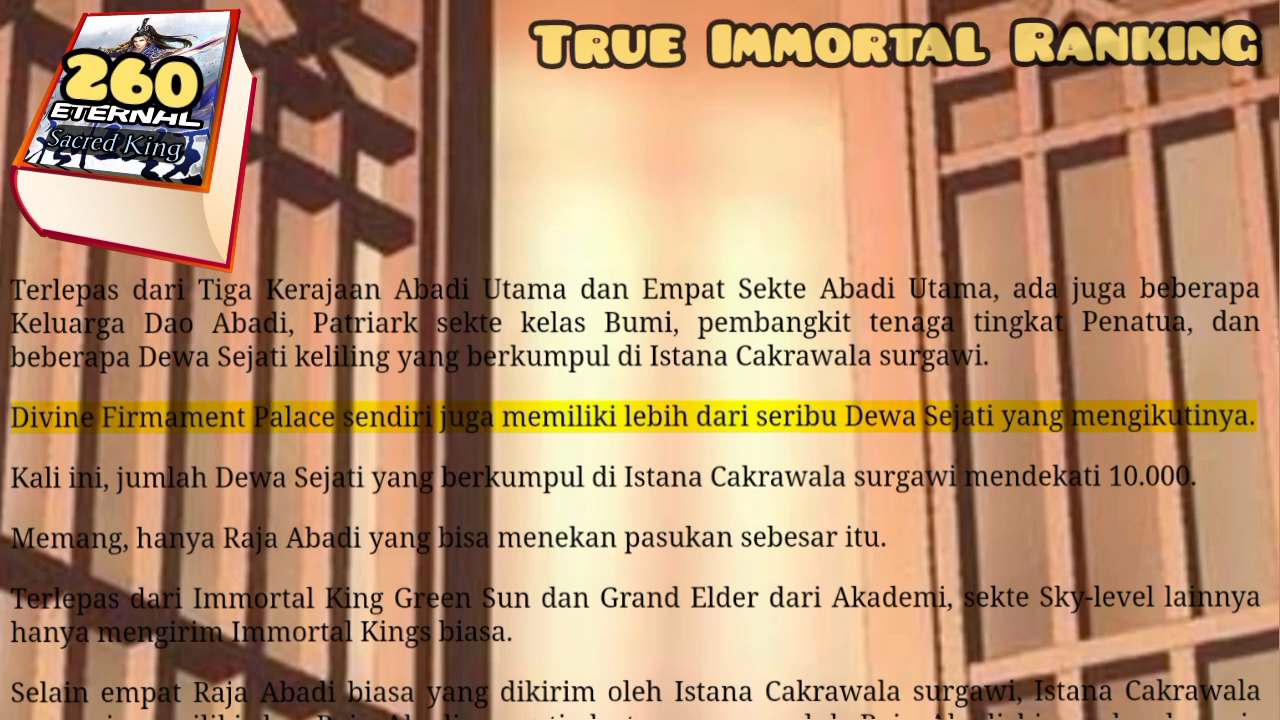 True Immortal Ranking
260
ETERNAL
Sacred King
Terlepas dari Tiga Kerajaan Abadi Utama dan Empat Sekte Abadi Utama, ada juga beberapa
Keluarga Dao Abadi, Patriark sekte kelas Bumi, pembangkit tenaga tingkat Penatua, dan
beberapa Dewa Sejati keliling yang berkumpul di Istana Cakrawala surgawi.
Divine Firmament Palace sendiri juga memiliki lebih dari seribu Dewa Sejati yang mengikutinya.
Kali ini, jumlah Dewa Sejati yang berkumpul di Istana Cakrawala surgawi mendekati 10.000.
Memang, hanya Raja Abadi yang bisa menekan pasukan sebesar itu.
Terlepas dari Immortal King Green Sun dan Grand Elder dari Akademi, sekte Sky-level lainnya
hanya mengirim Immortal Kings biasa.
Selain empat Raja Abadi biasa yang dikirim oleh Istana Cakrawala surgawi, Istana Cakrawala